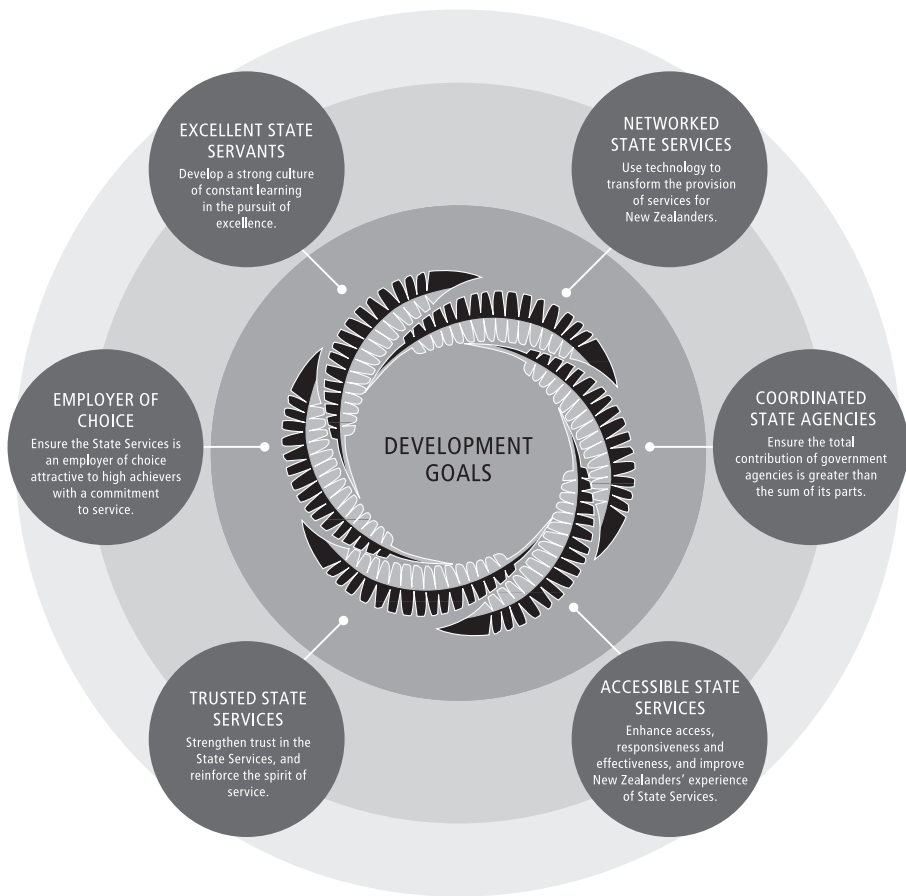 EXCELLENT STATE
SERVANTS
Develop a strong culture
of constant learning
in the pursuit of
excellence.
NETWORKED
STATE SERVICES
Use technology to
transform the provision
of services for
New Zealanders.
EMPLOYER OF
CHOICE
Ensure the State Services is
an employer of choice
attractive to high achievers
with a commitment
to service.
DEVELOPMENT
GOALS
COORDINATED
STATE AGENCIES
Ensure the total
contribution of government
agencies is greater than
the sum of its parts.
TRUSTED STATE
SERVICES
Strengthen trust in the
State Services, and
reinforce the spirit of
service.
ACCESSIBLE STATE
SERVICES
Enhance access,
responsiveness and
effectiveness, and improve
New Zealanders’ experience
of State Services.